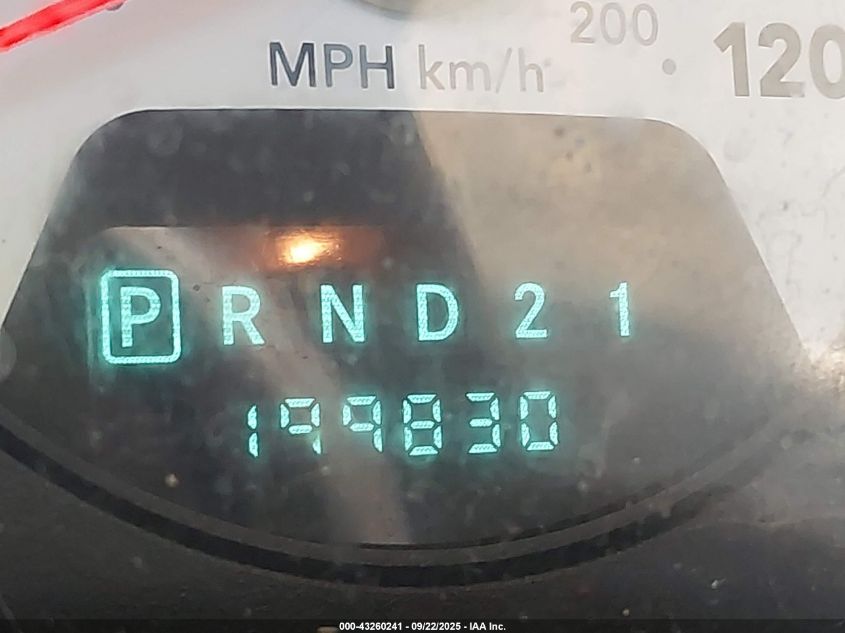 200
MPH km/h 120
P R N D 2 1
199830
000-43260241 - 09/22/2025 - IAA Inc.